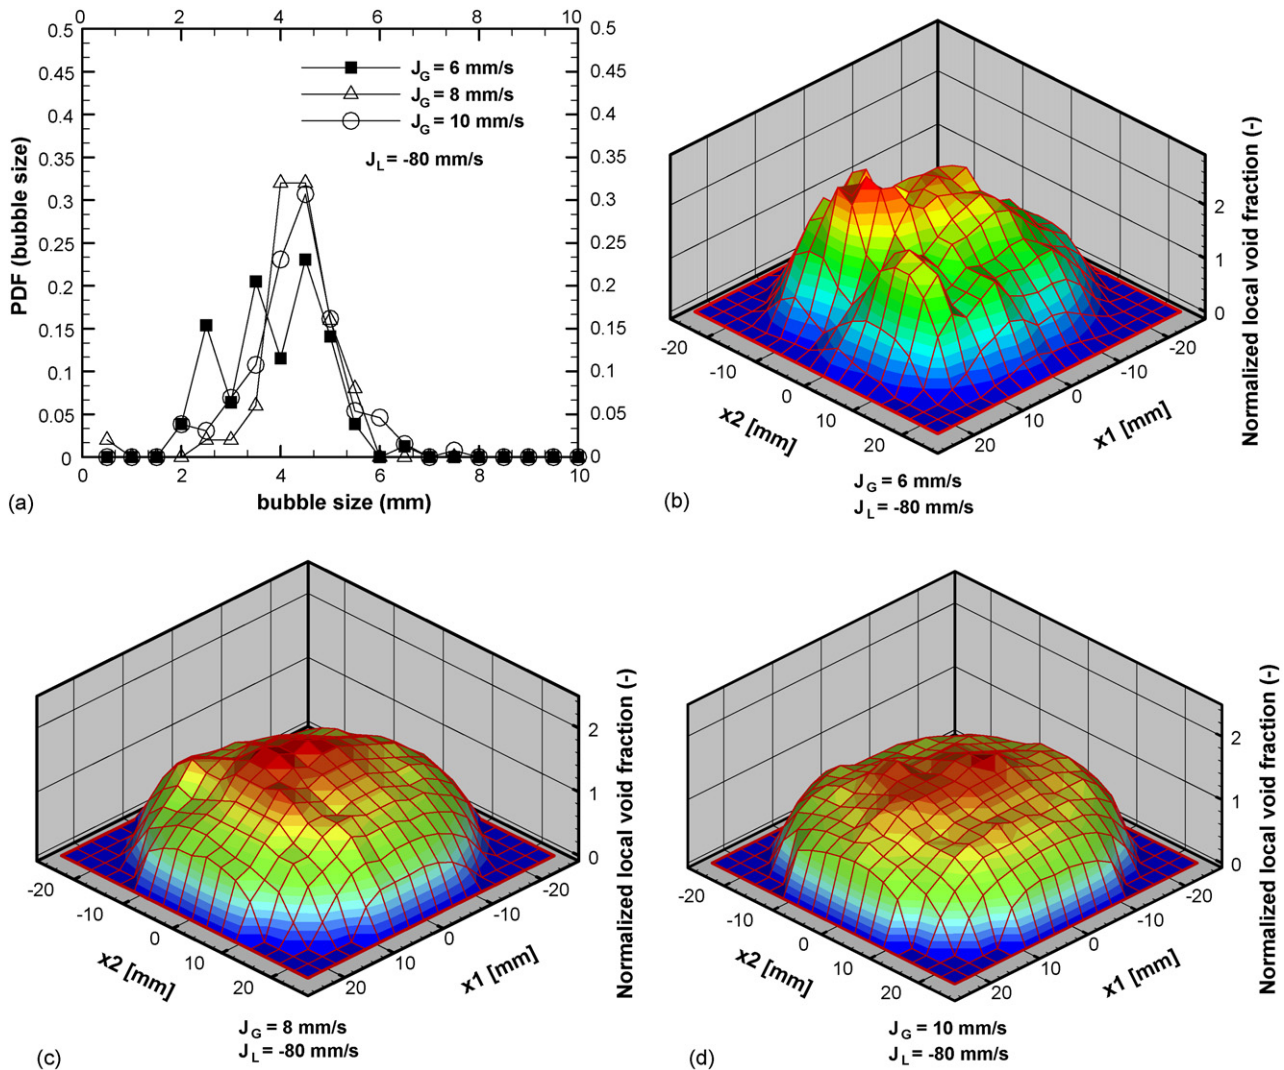 0 2 4 6 8 10
0.5 0.5
0.45 0.45
0.4 0.4
0.35 0.35
0.3 0.3
0.25 0.25
0.2 0.2
0.15 0.15
0.1 0.1
0.05 0.05
0 0
2 4 6 8 10
PDF (bubble size)
bubble size (mm)
J_G = 6 mm/s
J_G = 8 mm/s
J_G = 10 mm/s
J_L = -80 mm/s
(a)
Normalized local void fraction (-)
2
1
0
-20
-10
0
10
20
x2 [mm]
-20
-10
0
10
20
x1 [mm]
J_G = 6 mm/s
J_L = -80 mm/s
(b)
Normalized local void fraction (-)
2
1
0
-20
-10
0
10
20
x2 [mm]
-20
-10
0
10
20
x1 [mm]
J_G = 8 mm/s
J_L = -80 mm/s
(c)
Normalized local void fraction (-)
2
1
0
-20
-10
0
10
20
x2 [mm]
-20
-10
0
10
20
x1 [mm]
J_G = 10 mm/s
J_L = -80 mm/s
(d)